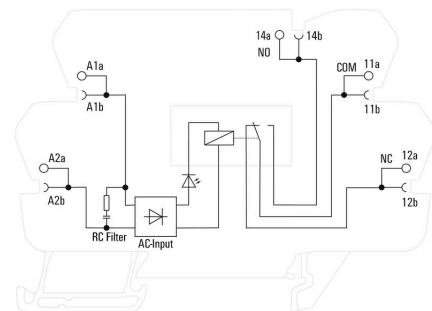 14a 14b
NO
A1a
COM 11a
A1b
11b
A2a
NC 12a
A2b
12b
RC Filter
AC-Input